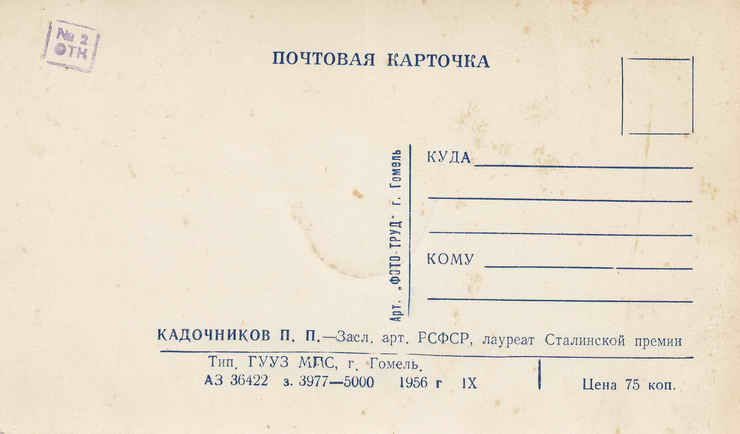 № 2
ОТК
ПОЧТОВАЯ КАРТОЧКА
КУДА
КОМУ
Арт. „ФОТО-ТРУД“ г. Гомель
КАДОЧНИКОВ П. П.—Засл. арт. РСФСР, лауреат Сталинской премии
Тип. ГУУЗ МПС, г. Гомель.
АЗ 36422 з. 3977—5000 1956 г IX
Цена 75 коп.